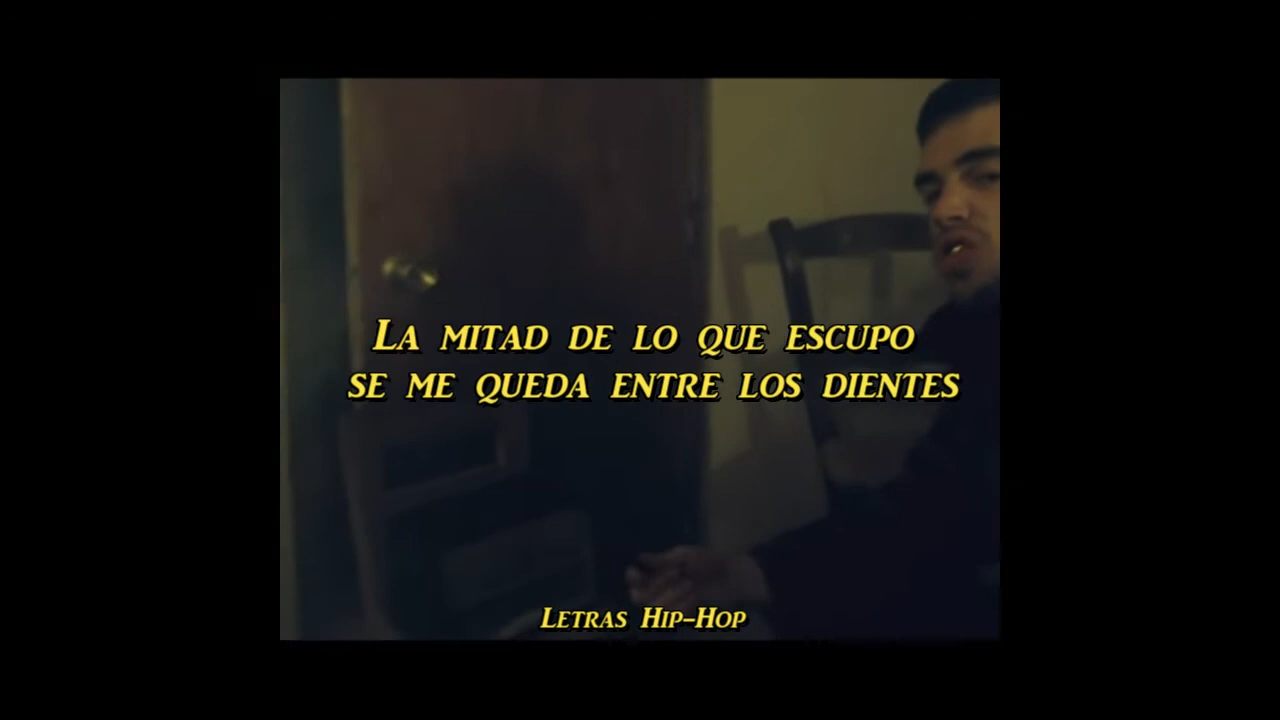 La mitad de lo que escupo
se me queda entre los dientes
Letras Hip-Hop